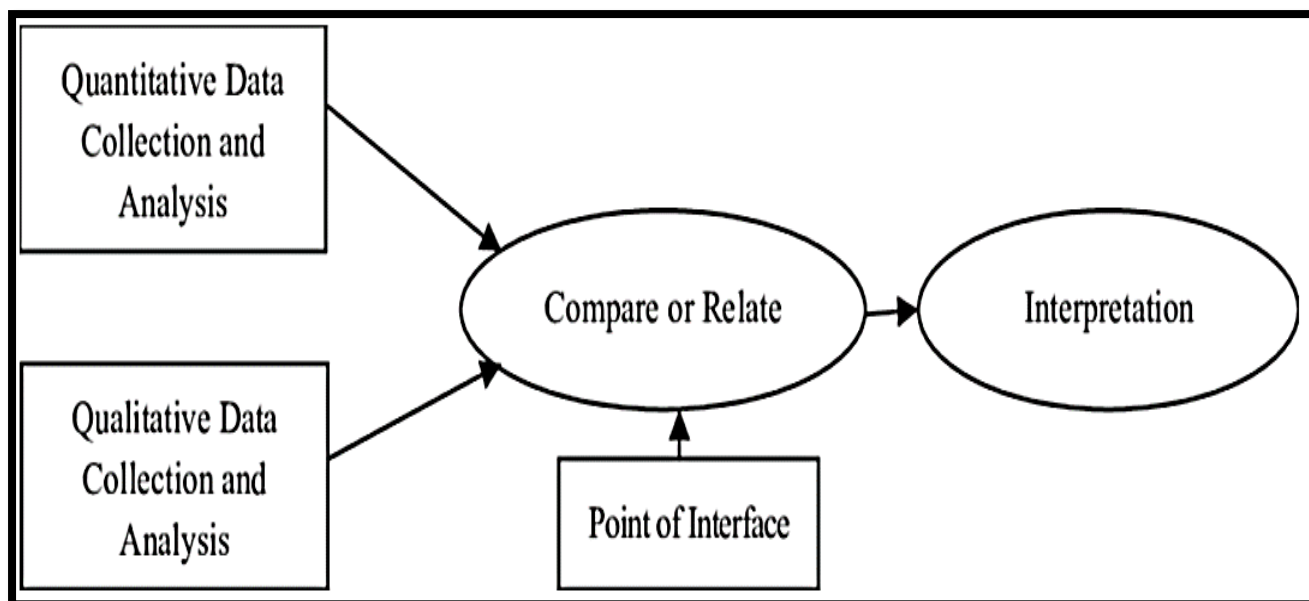 Quantitative Data
Collection and
Analysis
Compare or Relate
Interpretation
Qualitative Data
Collection and
Analysis
Point of Interface